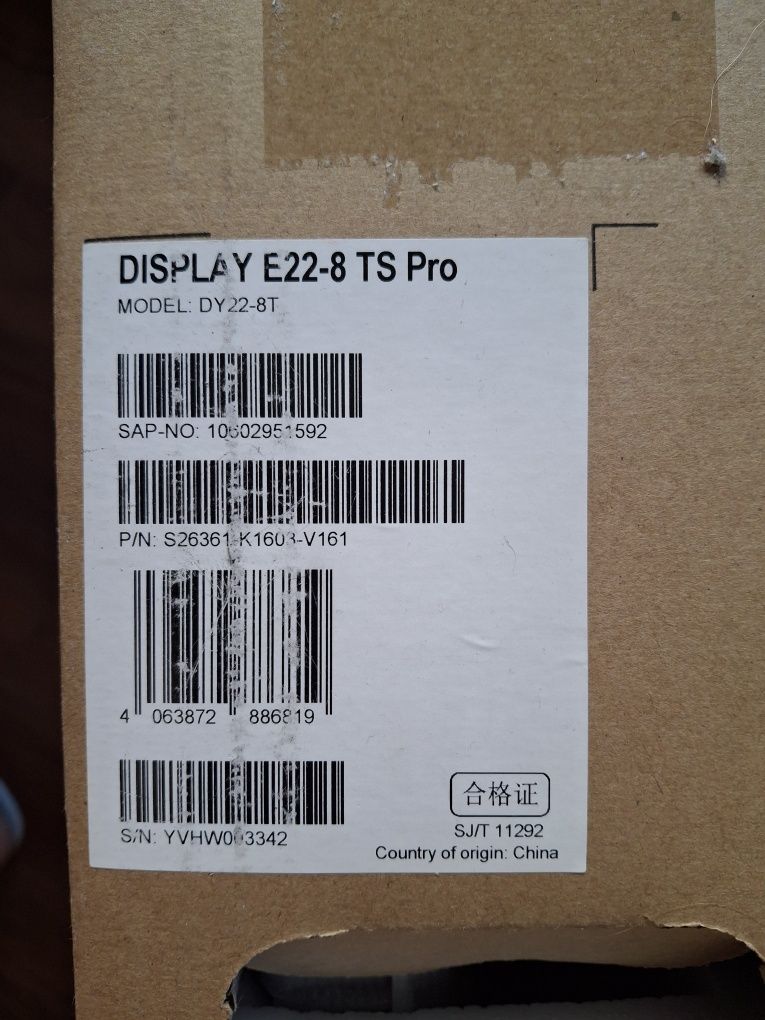 DISPLAY E22-8 TS Pro
MODEL: DY22-8T
SAP-NO: 10602951592
P/N: S26361-K1603-V161
4 063872 886819
S/N: YVHW003342
合格证
SJ/T 11292
Country of origin: China